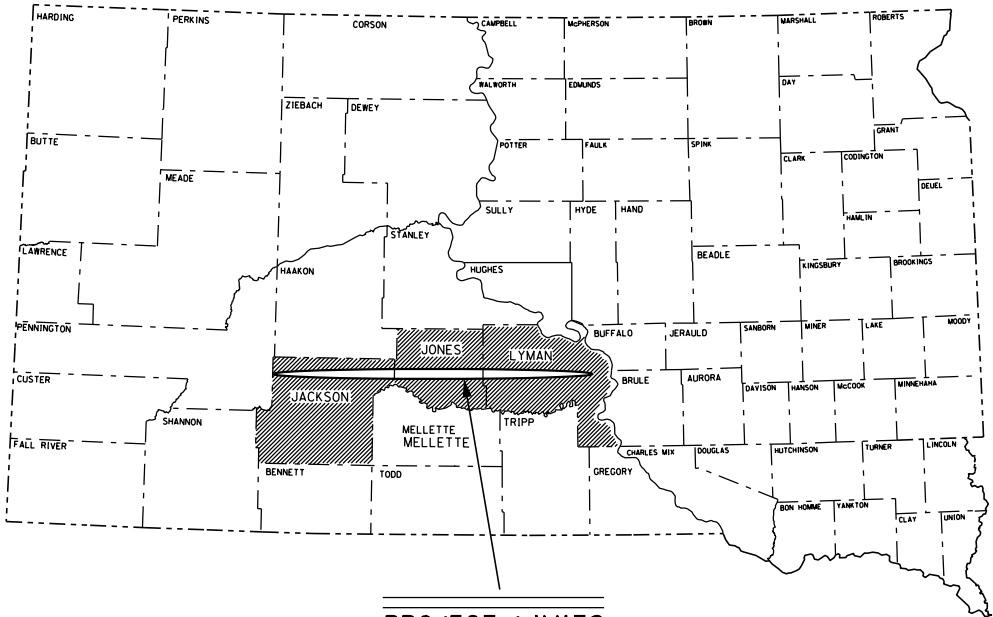 HARDING
PERKINS
CORSON
CAMPBELL
McPHERSON
BROWN
MARSHALL
ROBERTS
WALWORTH
EDMUNDS
DAY
ZIEBACH
DEWEY
GRANT
BUTTE
POTTER
FAULK
SPINK
CLARK
CODINGTON
MEADE
DEUEL
SULLY
HYDE
HAND
HAMLIN
STANLEY
LAWRENCE
BEADLE
HUGHES
KINGSBURY
BROOKINGS
HAAKON
PENNINGTON
BUFFALO
JERAULD
SANBORN
MINER
LAKE
MOODY
JONES
LYMAN
CUSTER
JACKSON
BRULE
AURORA
DAVISON
HANSON
McCOOK
MINNEHAHA
SHANNON
MELLETTE
MELLETTE
TRIPP
FALL RIVER
CHARLES MIX
DOUGLAS
HUTCHINSON
TURNER
LINCOLN
BENNETT
TODD
GREGORY
BON HOMME
YANKTON
CLAY
UNION